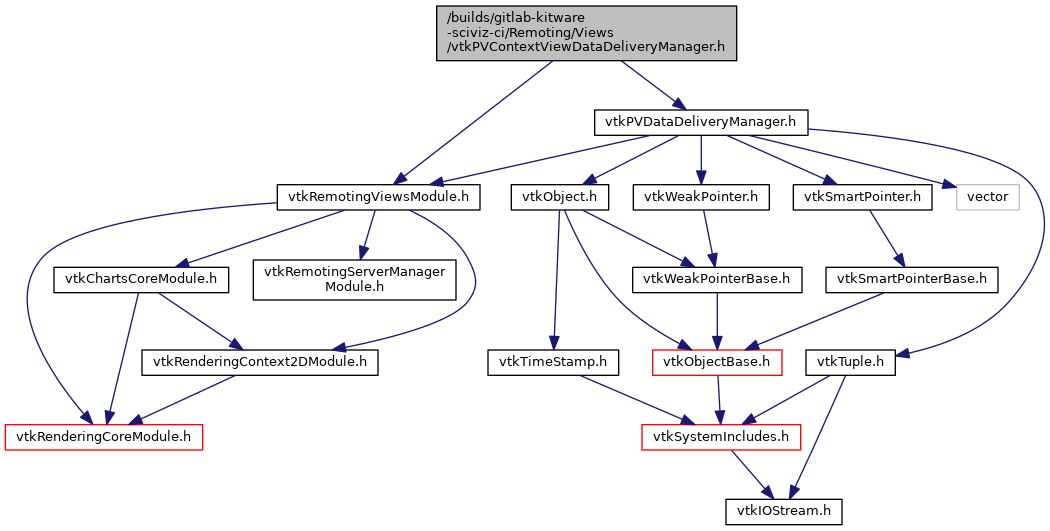 /builds/gitlab-kitware
-sciviz-ci/Remoting/Views
/vtkPVContextViewDataDeliveryManager.h
vtkPVDataDeliveryManager.h
vtkRemotingViewsModule.h
vtkObject.h
vtkWeakPointer.h
vtkSmartPointer.h
vector
vtkChartsCoreModule.h
vtkRemotingServerManager
Module.h
vtkWeakPointerBase.h
vtkSmartPointerBase.h
vtkRenderingContext2DModule.h
vtkTimeStamp.h
vtkObjectBase.h
vtkTuple.h
vtkRenderingCoreModule.h
vtkSystemIncludes.h
vtkIOStream.h